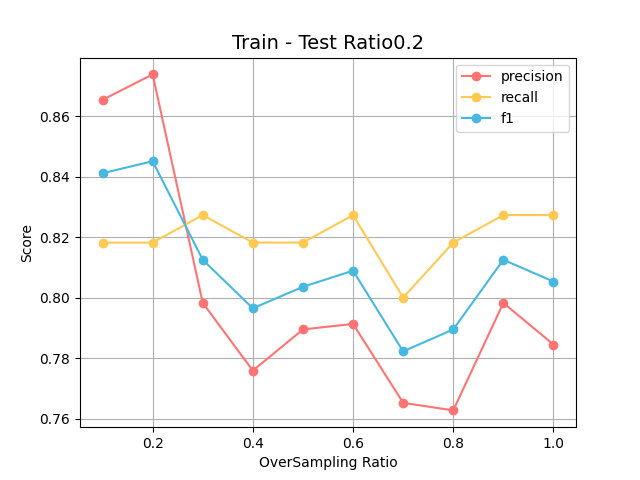 Train - Test Ratio0.2
precision
recall
f1
Score
0.86
0.84
0.82
0.80
0.78
0.76
0.2
0.4
0.6
0.8
1.0
OverSampling Ratio